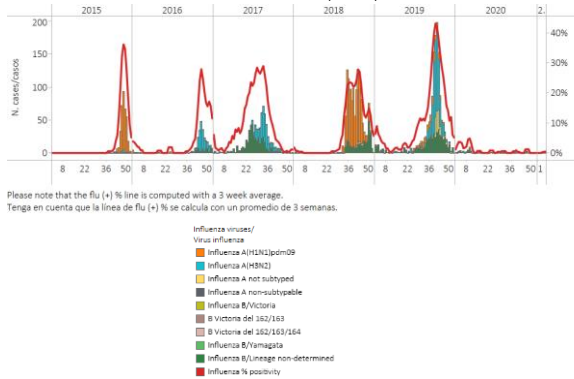 2015 2016 2017 2018 2019 2020 2.
200 40%
150 30%
100 20%
50 10%
0 0%
N. cases/casos
8 22 36 50 8 22 36 50 8 22 36 50 8 22 36 50 8 22 36 50 8 22 36 50 1
Please note that the flu (+) % line is computed with a 3 week average.
Tenga en cuenta que la línea de flu (+) % se calcula con un promedio de 3 semanas.
Influenza viruses/
Virus influenza
Influenza A(H1N1)pdm09
Influenza A(H3N2)
Influenza A not subtyped
Influenza A non-subtypable
Influenza B/Victoria
B Victoria del 162/163
B Victoria del 162/163/164
Influenza B/Yamagata
Influenza B/Lineage non-determined
Influenza % positivity